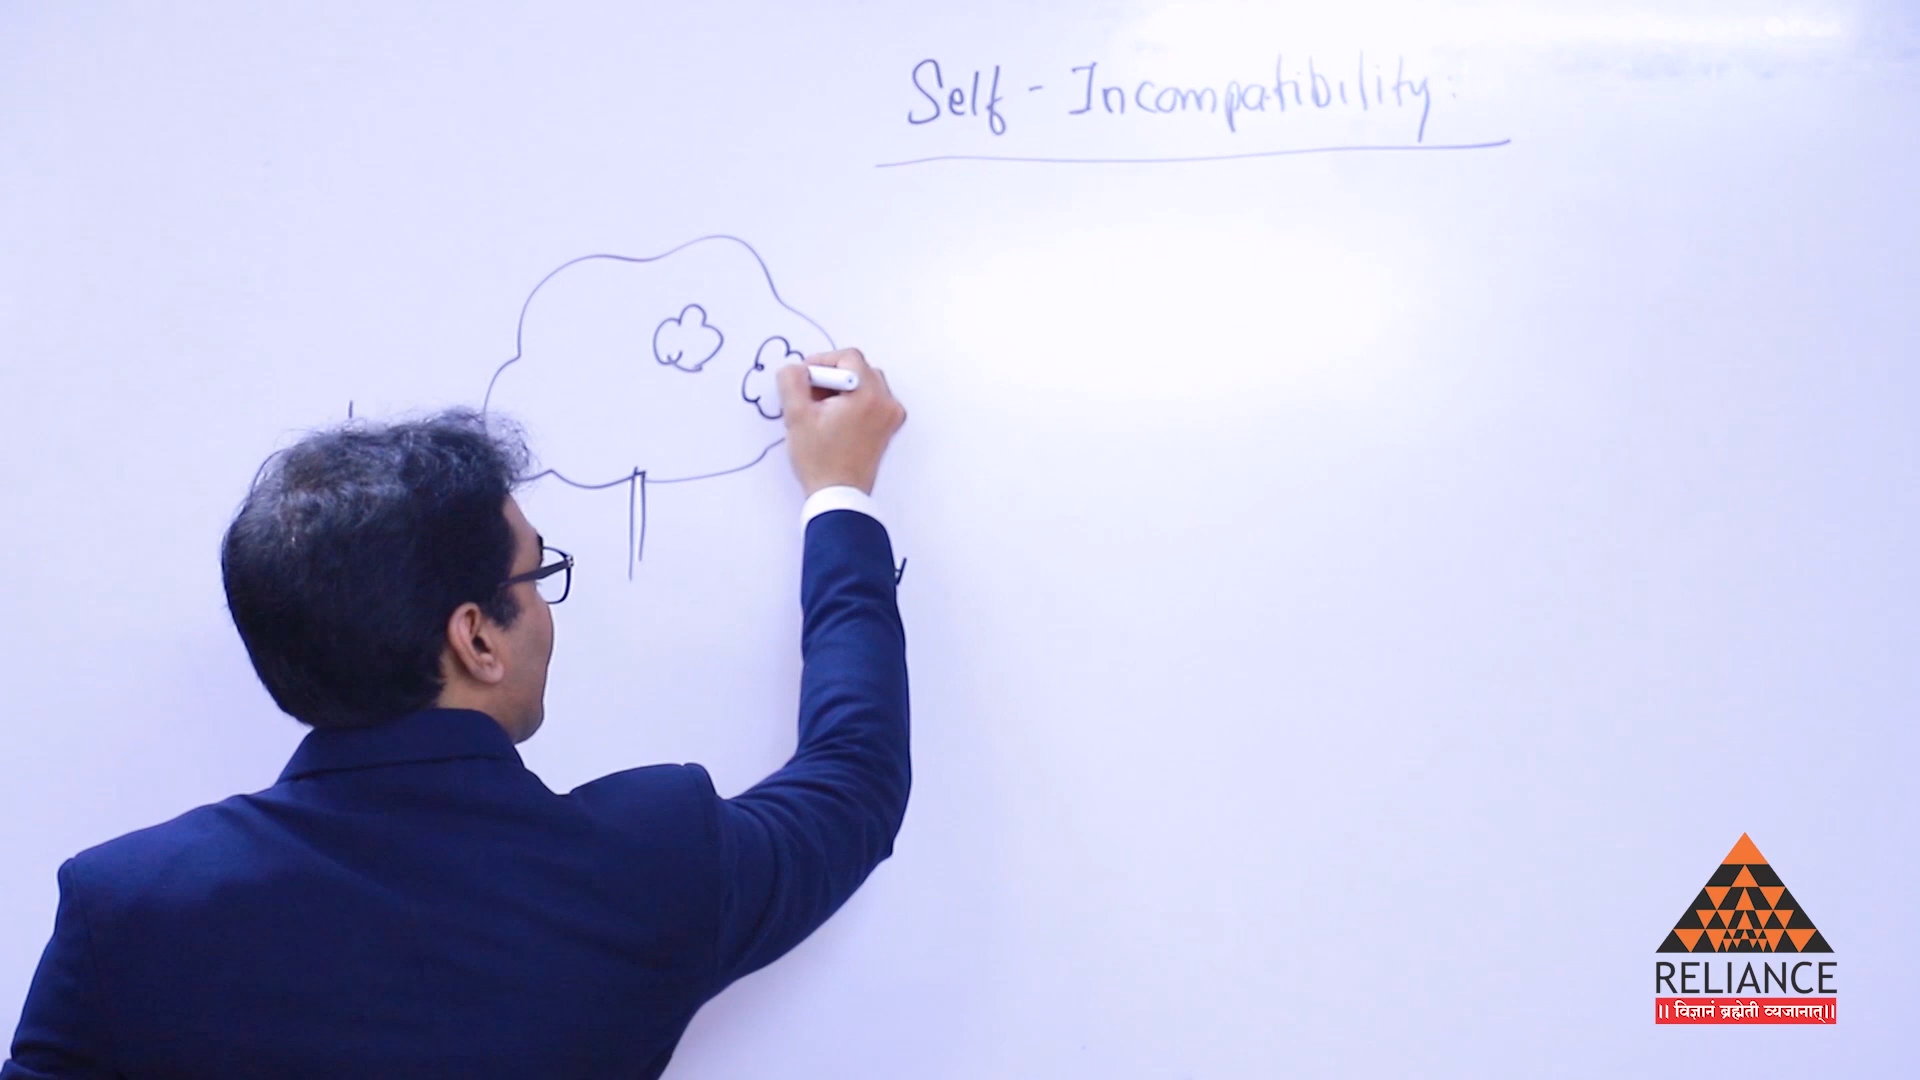 Self - Incompatibility:
RELIANCE
।। विज्ञानं ब्रह्मेती व्यजानात्।।